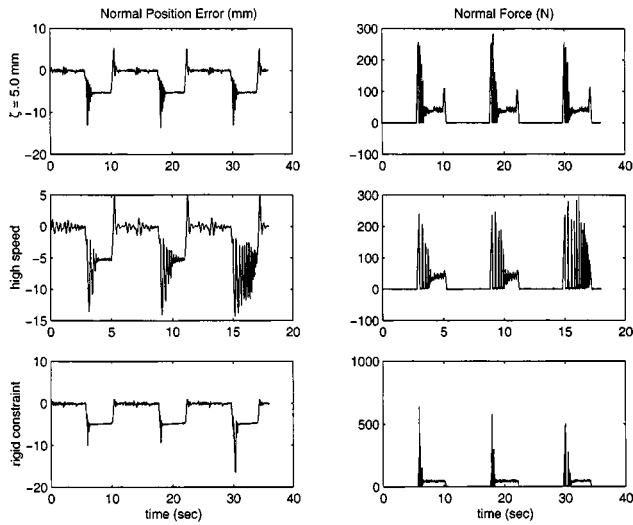 Normal Position Error (mm)
Normal Force (N)
ζ = 5.0 mm
10
0
−10
−20
0 10 20 30 40
300
200
100
0
−100
0 10 20 30 40
high speed
5
0
−5
−10
−15
0 5 10 15 20
300
200
100
0
−100
0 5 10 15 20
rigid constraint
10
0
−10
−20
0 10 20 30 40
time (sec)
1000
500
0
0 10 20 30 40
time (sec)